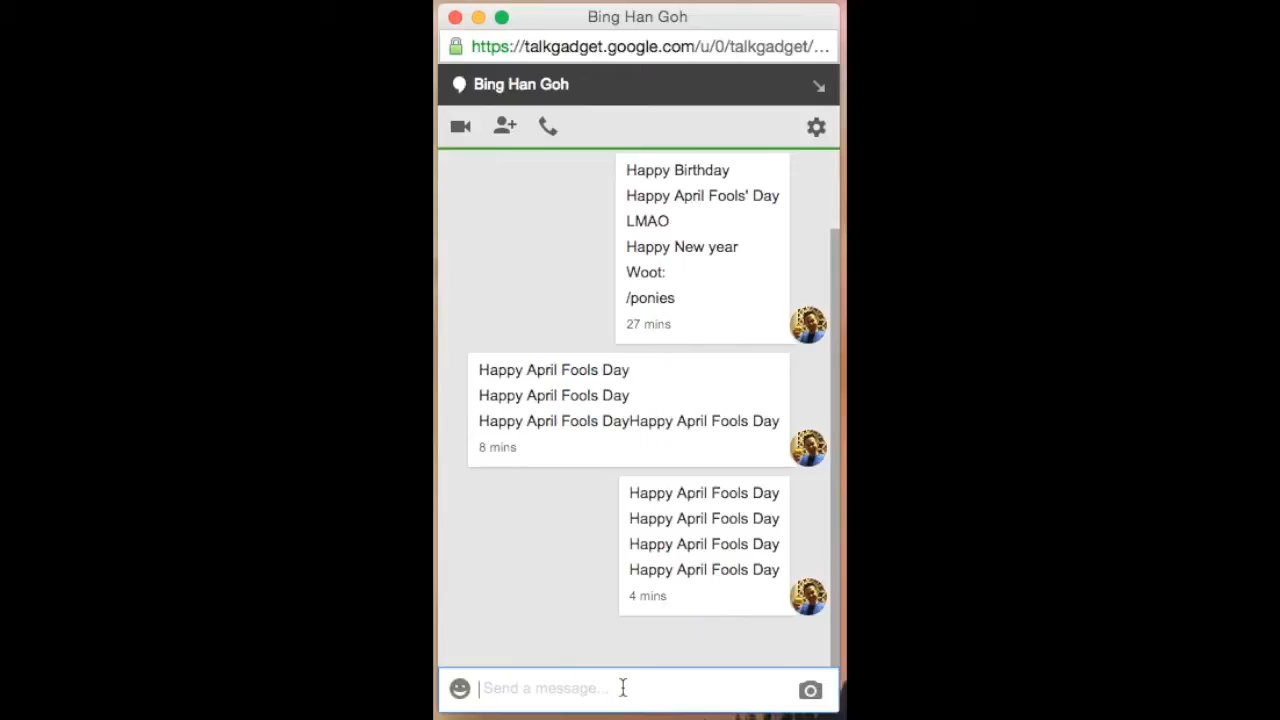 Bing Han Goh
https://talkgadget.google.com/u/0/talkgadget/...
Bing Han Goh
Happy Birthday
Happy April Fools' Day
LMAO
Happy New year
Woot:
/ponies
27 mins
Happy April Fools Day
Happy April Fools Day
Happy April Fools DayHappy April Fools Day
8 mins
Happy April Fools Day
Happy April Fools Day
Happy April Fools Day
Happy April Fools Day
4 mins
Send a message...